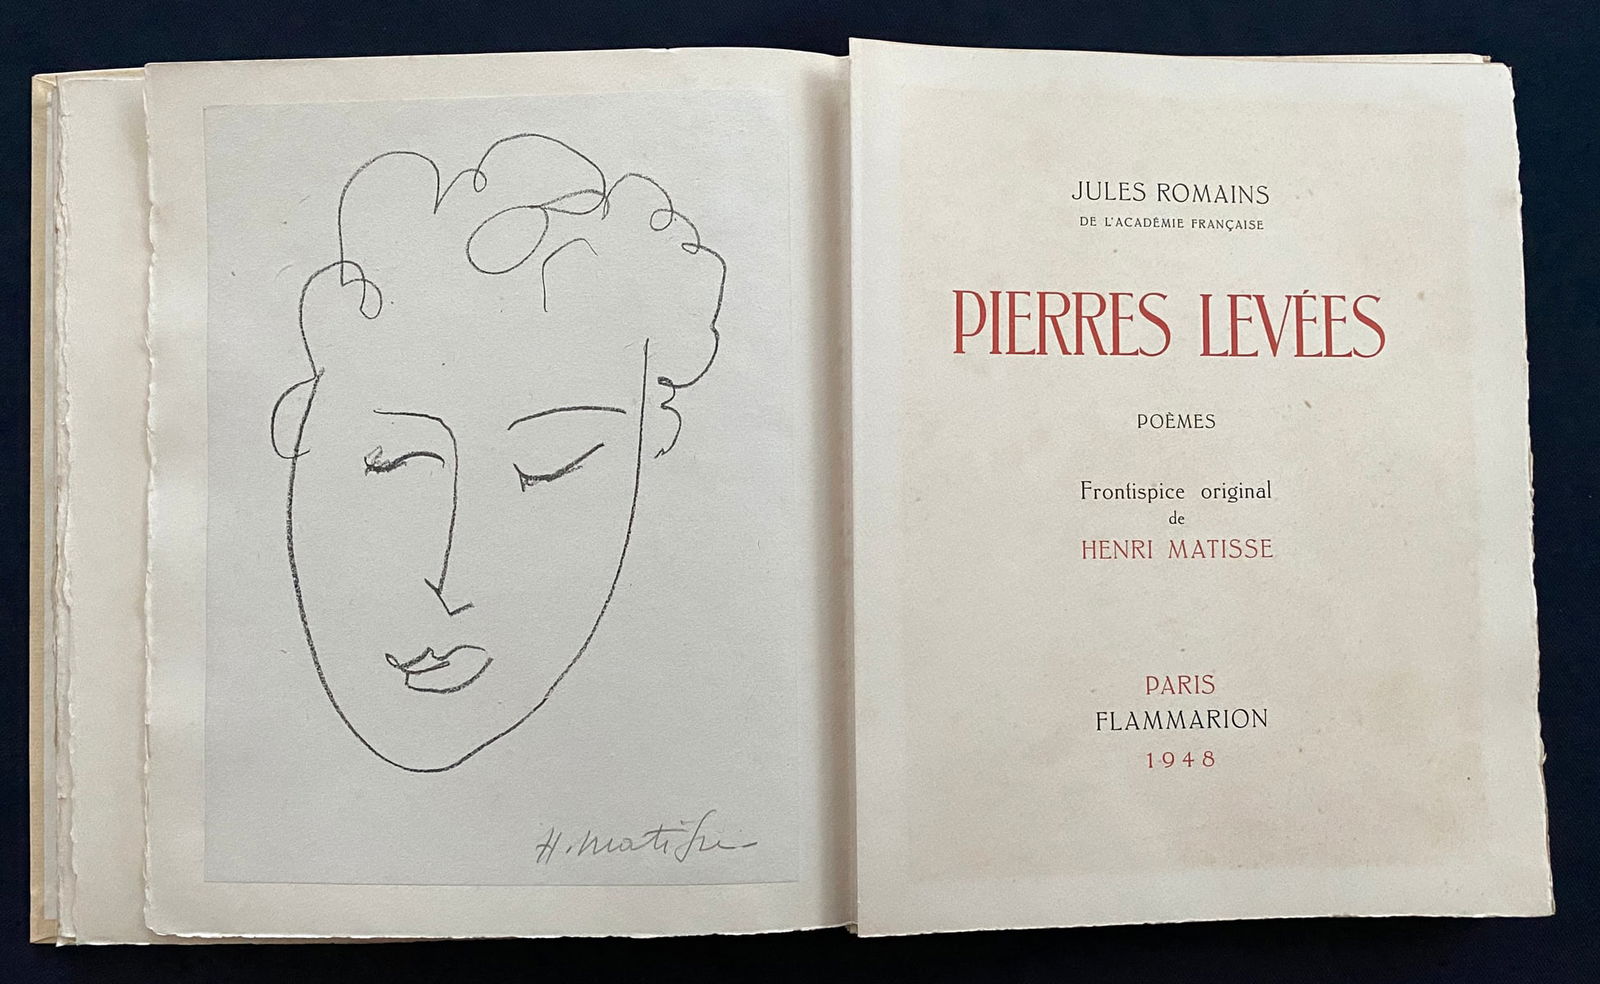 H. Matisse
JULES ROMAINS
DE L'ACADÉMIE FRANÇAISE
PIERRES LEVÉES
POÈMES
Frontispice original
de
HENRI MATISSE
PARIS
FLAMMARION
1948